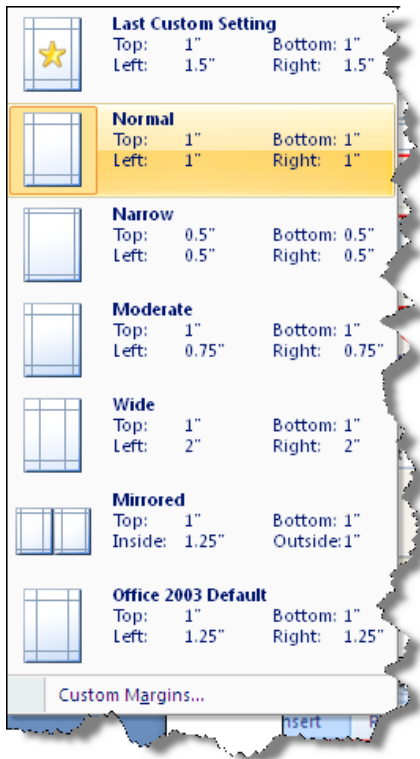 Last Custom Setting
Top: 1" Bottom: 1"
Left: 1.5" Right: 1.5"
Normal
Top: 1" Bottom: 1"
Left: 1" Right: 1"
Narrow
Top: 0.5" Bottom: 0.5"
Left: 0.5" Right: 0.5"
Moderate
Top: 1" Bottom: 1"
Left: 0.75" Right: 0.75"
Wide
Top: 1" Bottom: 1"
Left: 2" Right: 2"
Mirrored
Top: 1" Bottom: 1"
Inside: 1.25" Outside: 1"
Office 2003 Default
Top: 1" Bottom: 1"
Left: 1.25" Right: 1.25"
Custom Margins...
nsert